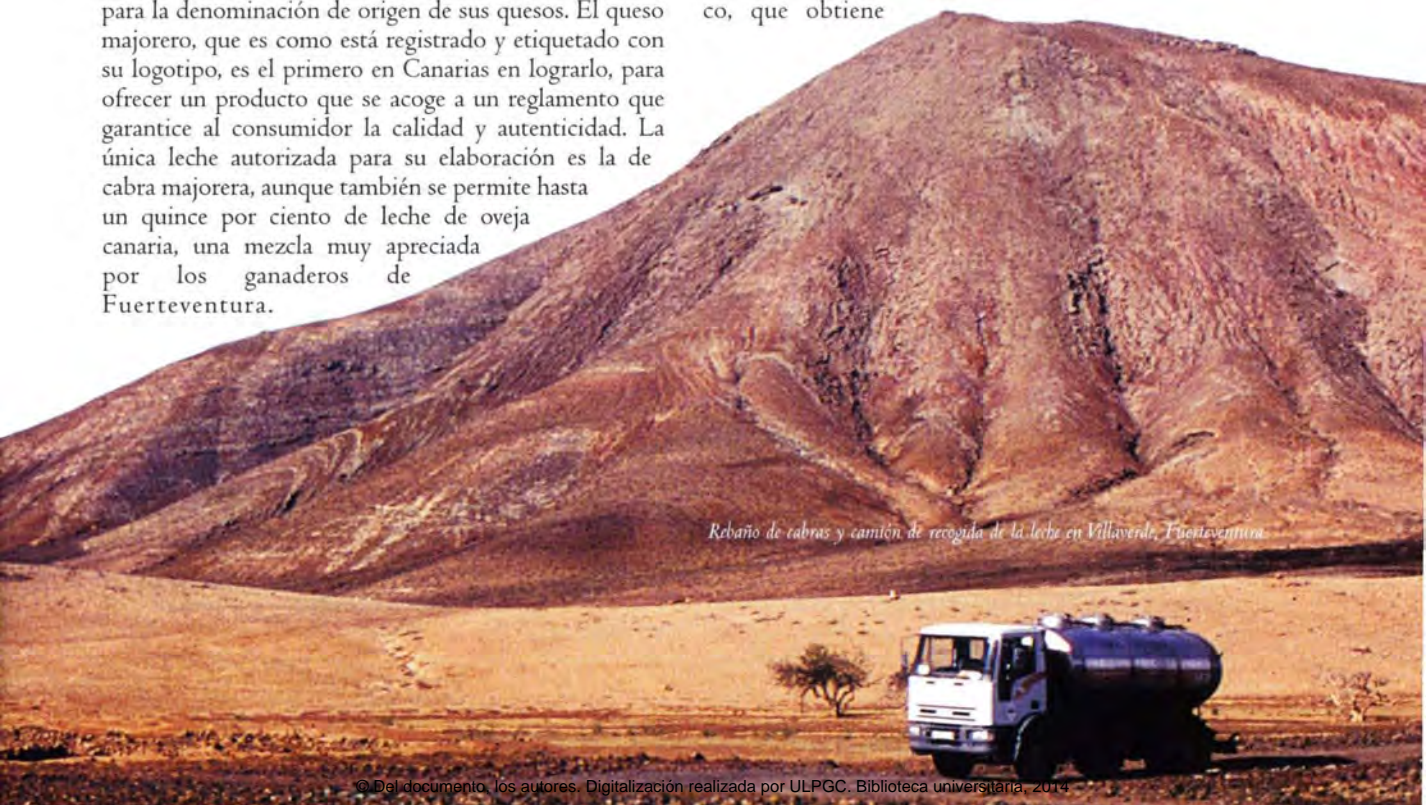 para la denominación de origen de sus quesos. El queso
majorero, que es como está registrado y etiquetado con
su logotipo, es el primero en Canarias en lograrlo, para
ofrecer un producto que se acoge a un reglamento que
garantice al consumidor la calidad y autenticidad. La
única leche autorizada para su elaboración es la de
cabra majorera, aunque también se permite hasta
un quince por ciento de leche de oveja
canaria, una mezcla muy apreciada
por los ganaderos de
Fuerteventura.
co, que obtiene
Rebaño de cabras y camión de recogida de la leche en Villaverde, Fuerteventura
© Del documento, los autores. Digitalización realizada por ULPGC. Biblioteca universitaria, 2014